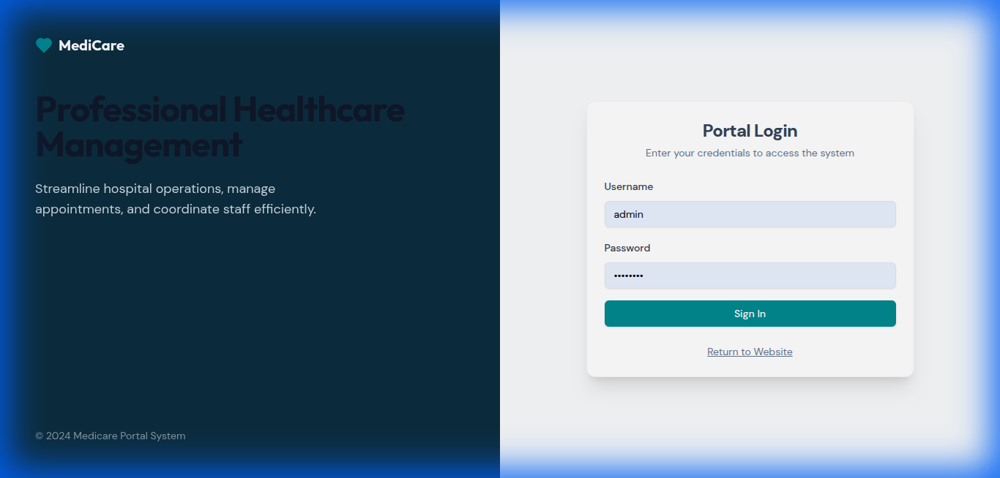 MediCare
Professional Healthcare
Management
Streamline hospital operations, manage
appointments, and coordinate staff efficiently.
© 2024 Medicare Portal System
Portal Login
Enter your credentials to access the system
Username
admin
Password
••••••••
Sign In
Return to Website